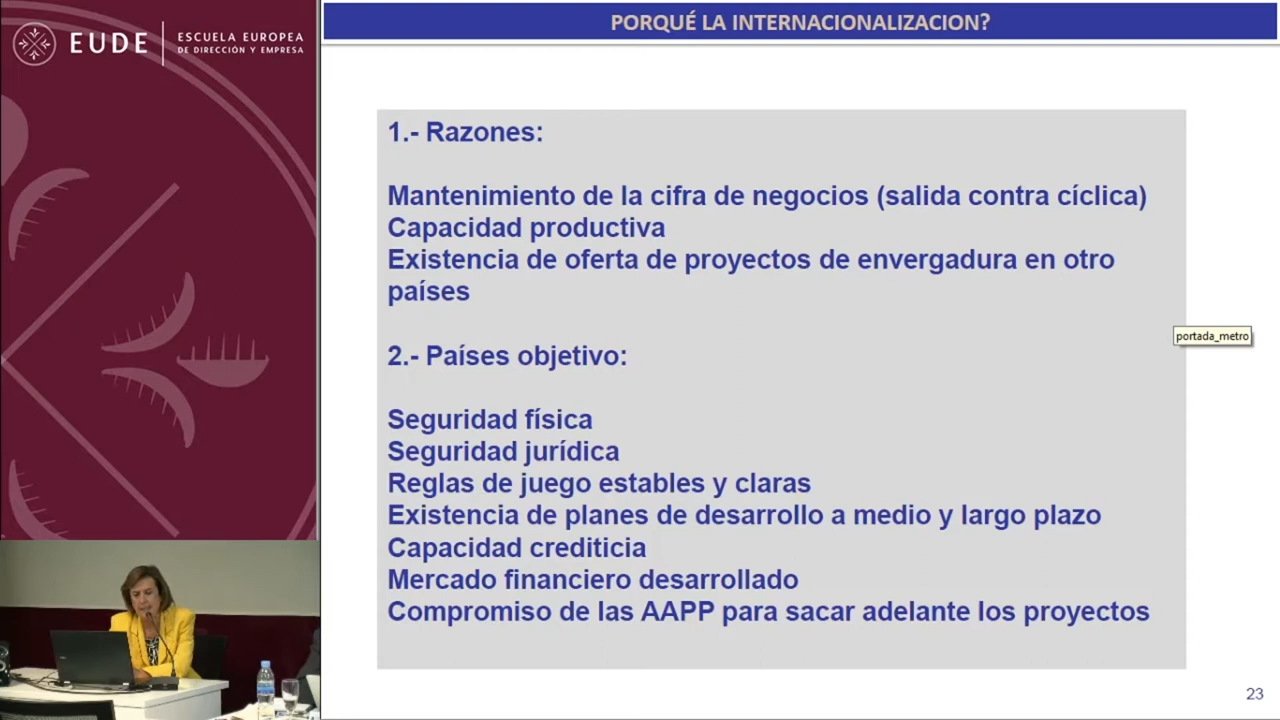 EUDE
ESCUELA EUROPEA
DE DIRECCIÓN Y EMPRESA
PORQUÉ LA INTERNACIONALIZACION?
1.- Razones:
Mantenimiento de la cifra de negocios (salida contra cíclica)
Capacidad productiva
Existencia de oferta de proyectos de envergadura en otro
países
portada_metro
2.- Países objetivo:
Seguridad física
Seguridad jurídica
Reglas de juego estables y claras
Existencia de planes de desarrollo a medio y largo plazo
Capacidad crediticia
Mercado financiero desarrollado
Compromiso de las AAPP para sacar adelante los proyectos
23